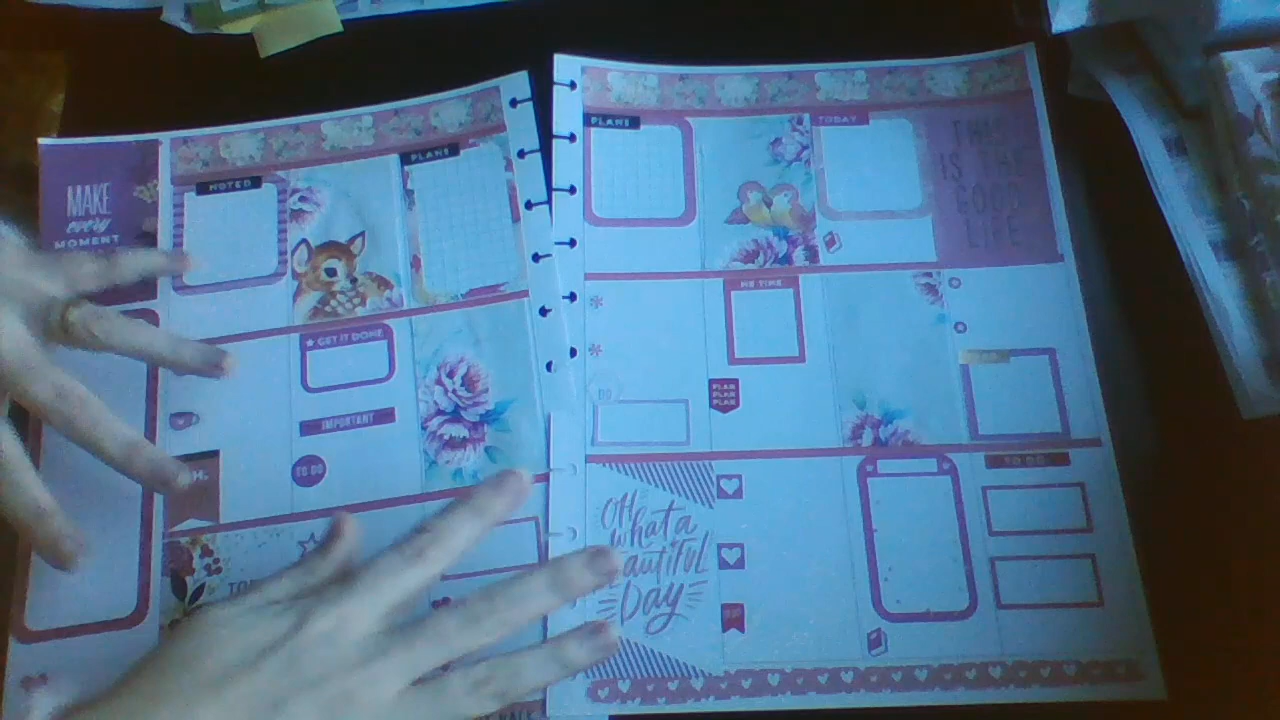 MAKE
every
MOMENT
NOTED
PLANS
GET IT DONE
IMPORTANT
TO DO
PLANS
TODAY
THIS
IS THE
GOOD
LIFE
ME TIME
PLAN
PLAN
PLAN
DO
OH
what a
BEAUTIFUL
Day
TO DO